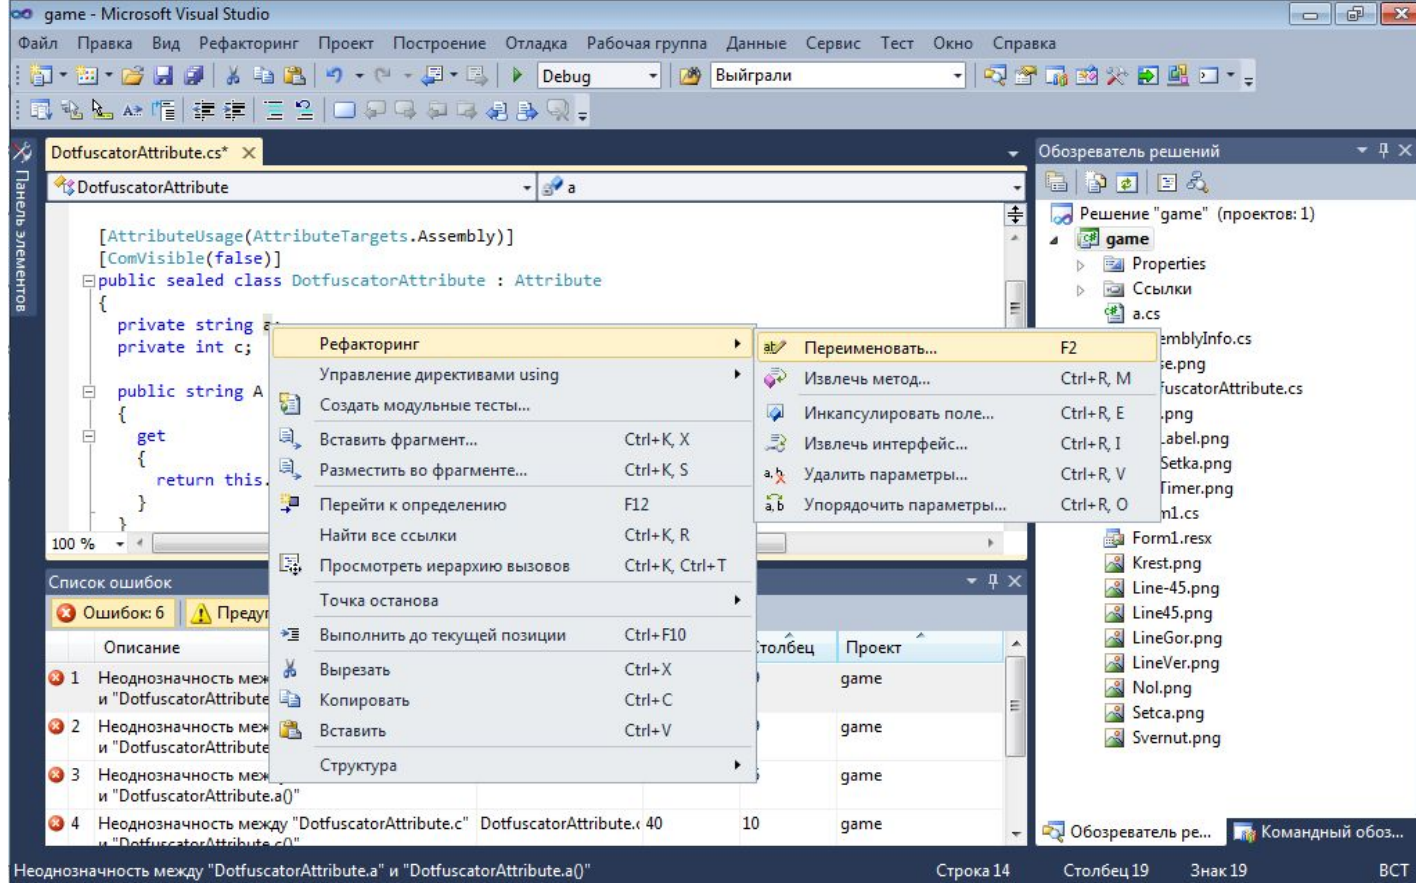 game - Microsoft Visual Studio
Файл Правка Вид Рефакторинг Проект Построение Отладка Рабочая группа Данные Сервис Тест Окно Справка
Debug Выйграли
DotfuscatorAttribute.cs*
Панель элементов
DotfuscatorAttribute a
[AttributeUsage(AttributeTargets.Assembly)]
[ComVisible(false)]
public sealed class DotfuscatorAttribute : Attribute
{
private string a;
private int c;
public string A
{
get
{
return this.
}
}
100 %
Рефакторинг
Управление директивами using
Создать модульные тесты...
Вставить фрагмент... Ctrl+K, X
Разместить во фрагменте... Ctrl+K, S
Перейти к определению F12
Найти все ссылки Ctrl+K, R
Просмотреть иерархию вызовов Ctrl+K, Ctrl+T
Точка останова
Выполнить до текущей позиции Ctrl+F10
Вырезать Ctrl+X
Копировать Ctrl+C
Вставить Ctrl+V
Структура
Переименовать... F2
Извлечь метод... Ctrl+R, M
Инкапсулировать поле... Ctrl+R, E
Извлечь интерфейс... Ctrl+R, I
Удалить параметры... Ctrl+R, V
Упорядочить параметры... Ctrl+R, O
Обозреватель решений
Решение "game" (проектов: 1)
game
Properties
Ссылки
a.cs
emblyInfo.cs
se.png
fuscatorAttribute.cs
.png
Label.png
Setka.png
Timer.png
m1.cs
Form1.resx
Krest.png
Line-45.png
Line45.png
LineGor.png
LineVer.png
Nol.png
Setca.png
Svernut.png
Обозреватель ре... Командный обоз...
Список ошибок
Ошибок: 6 Преду
Описание толбец Проект
1 Неоднозначность меж game
и "DotfuscatorAttribute
2 Неоднозначность меж game
и "DotfuscatorAttribute
3 Неоднозначность меж game
и "DotfuscatorAttribute.a()"
4 Неоднозначность между "DotfuscatorAttribute.c" DotfuscatorAttribute.c 40 10 game
и "DotfuscatorAttribute.c()"
Неоднозначность между "DotfuscatorAttribute.a" и "DotfuscatorAttribute.a()" Строка 14 Столбец 19 Знак 19 ВСТ